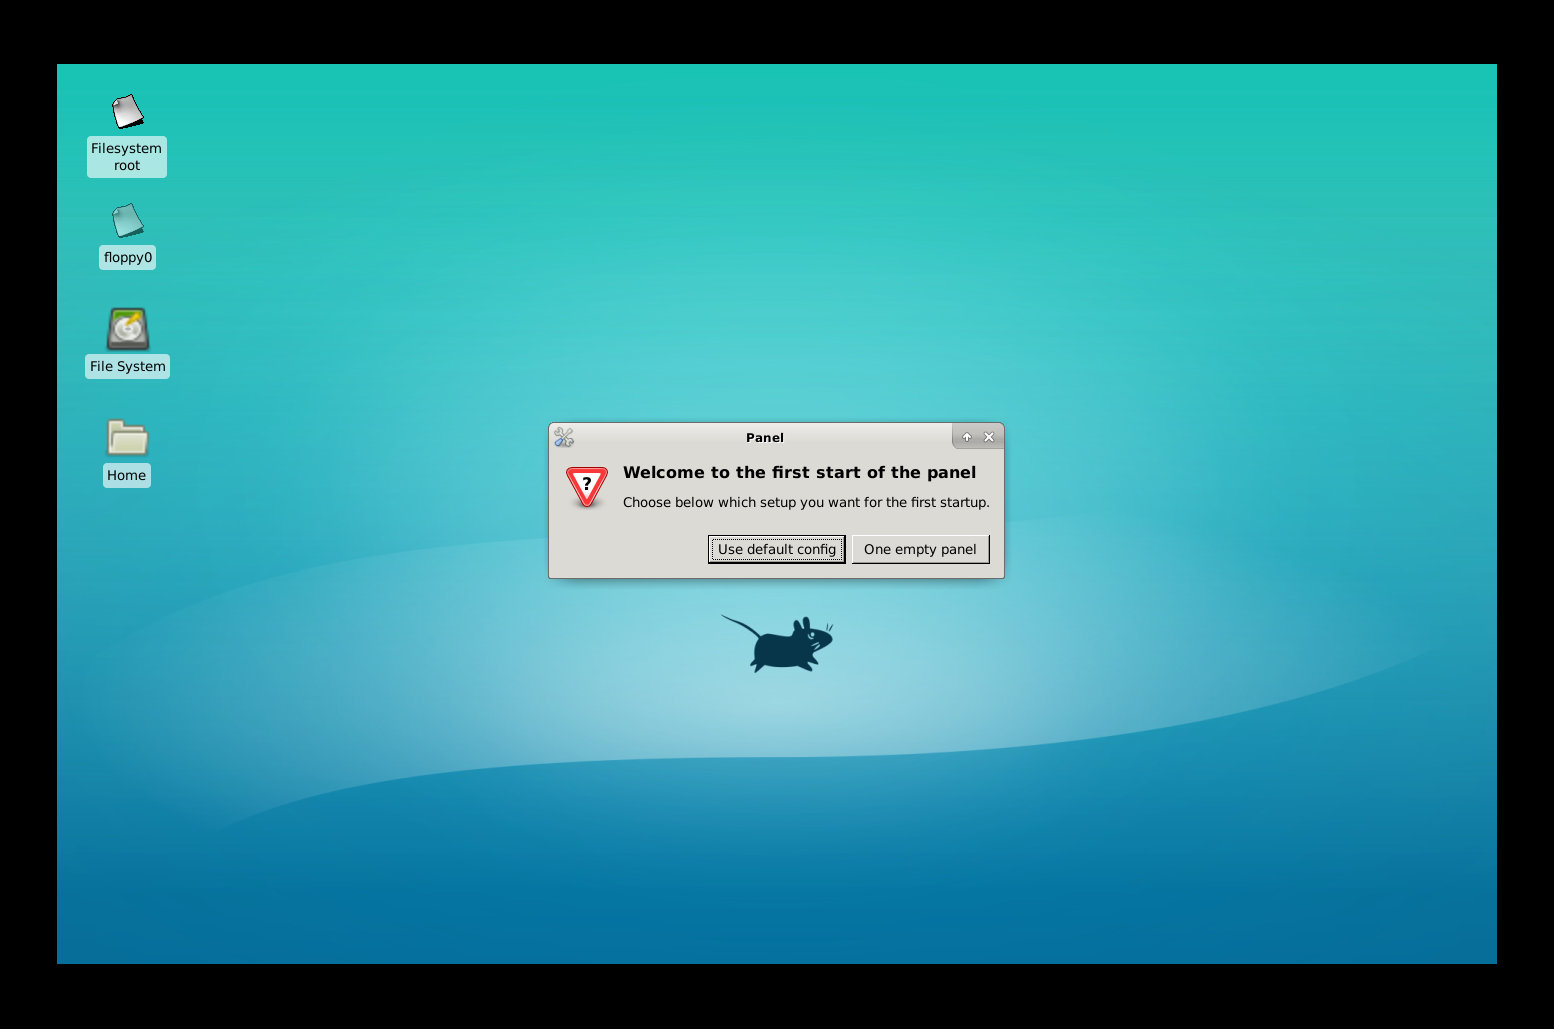 Filesystem
root
floppy0
File System
Home
Panel
?
Welcome to the first start of the panel
Choose below which setup you want for the first startup.
Use default config
One empty panel